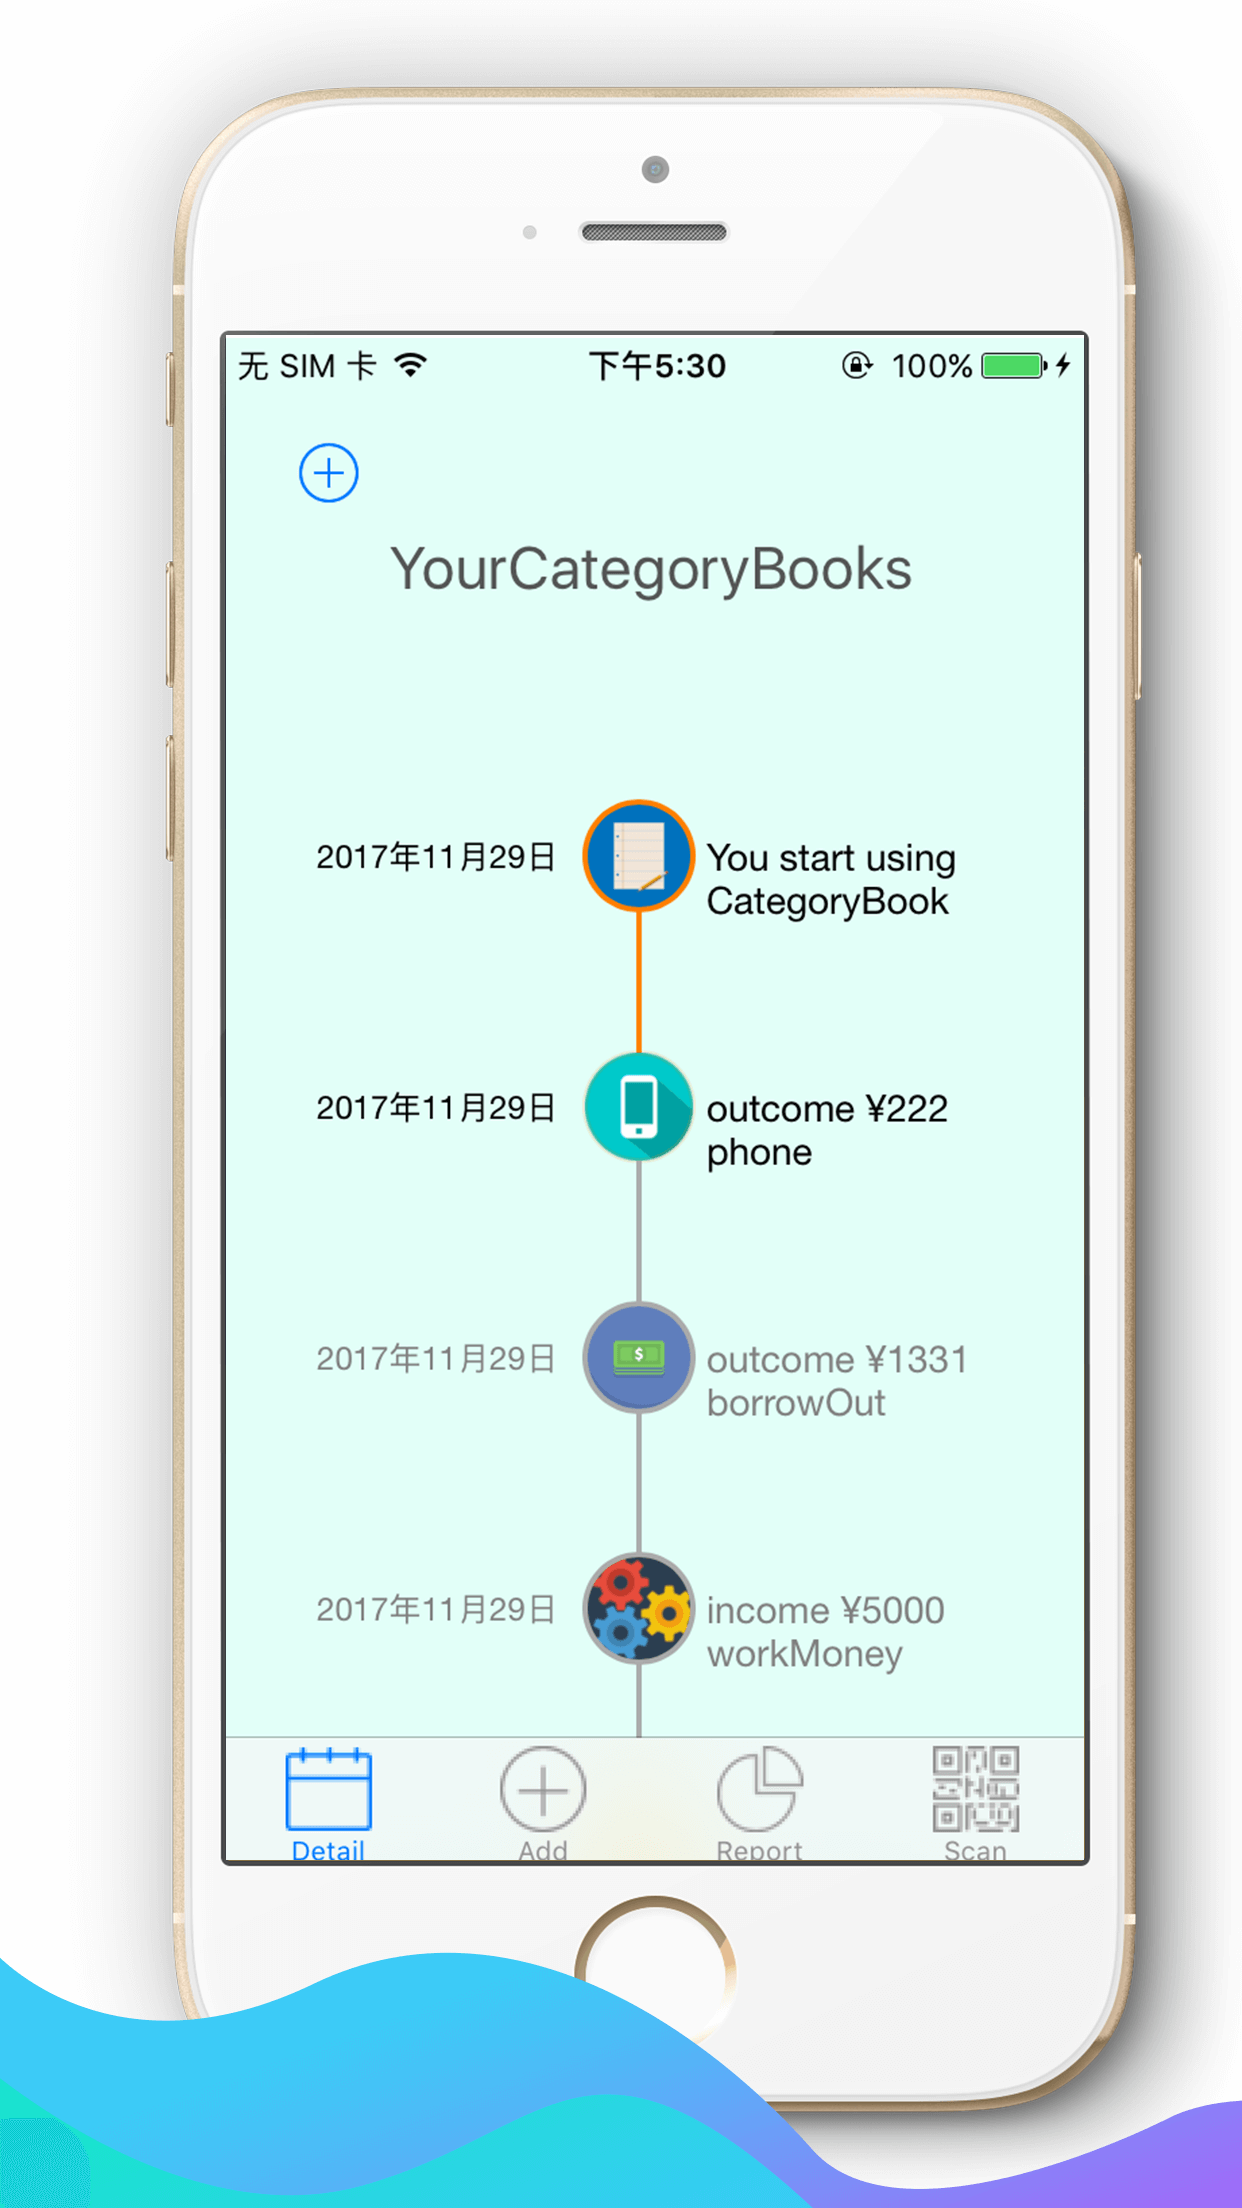 无 SIM 卡 下午5:30 100%
YourCategoryBooks
2017年11月29日
You start using
CategoryBook
2017年11月29日
outcome ¥222
phone
2017年11月29日
outcome ¥1331
borrowOut
2017年11月29日
income ¥5000
workMoney
Detail Add Report Scan